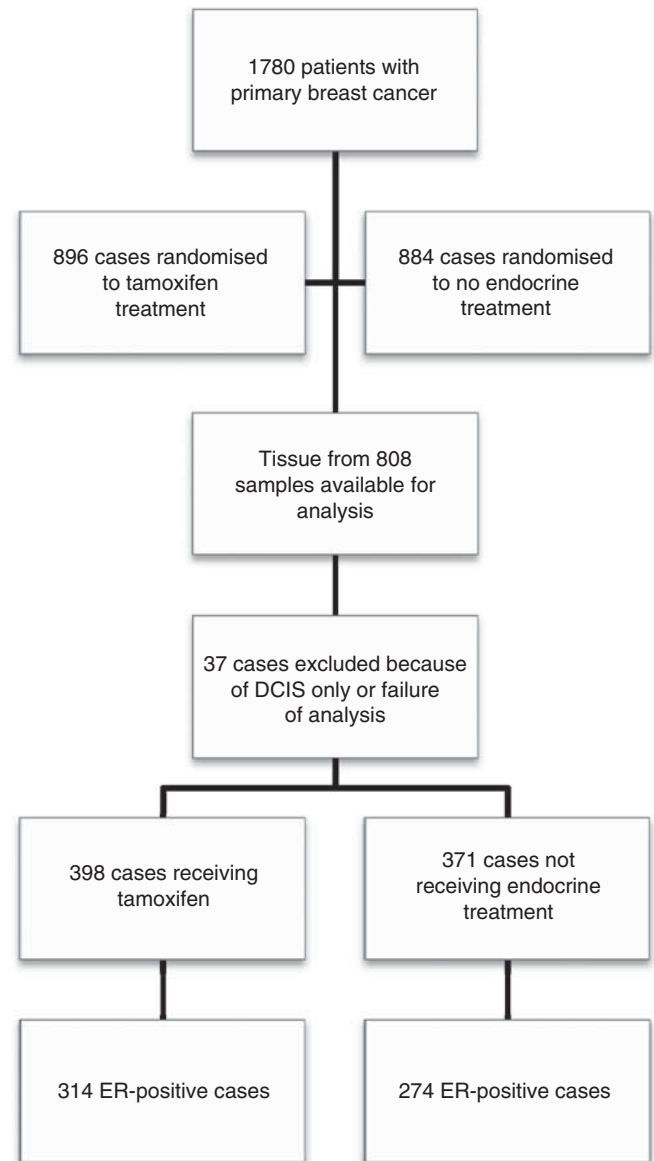 1780 patients with
primary breast cancer
896 cases randomised
to tamoxifen
treatment
884 cases randomised
to no endocrine
treatment
Tissue from 808
samples available for
analysis
37 cases excluded because
of DCIS only or failure
of analysis
398 cases receiving
tamoxifen
371 cases not
receiving endocrine
treatment
314 ER-positive cases
274 ER-positive cases